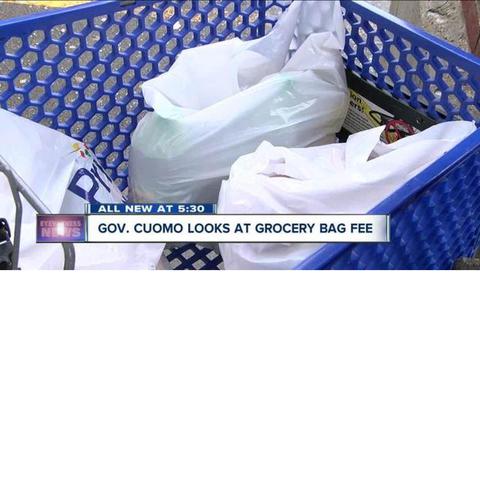 ALL NEW AT 5:30
EYEWITNESS
NEWS
GOV. CUOMO LOOKS AT GROCERY BAG FEE